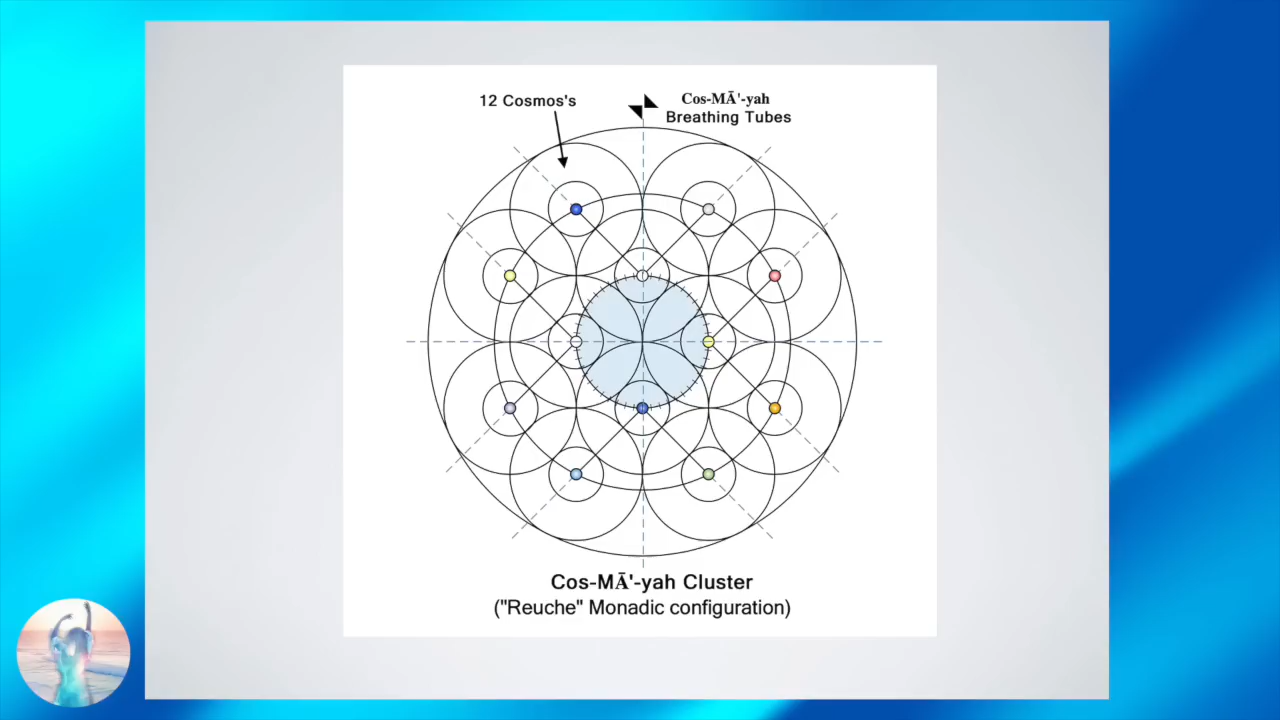 12 Cosmos's
Cos-MĀ'-yah
Breathing Tubes
Cos-MĀ'-yah Cluster
("Reuche" Monadic configuration)